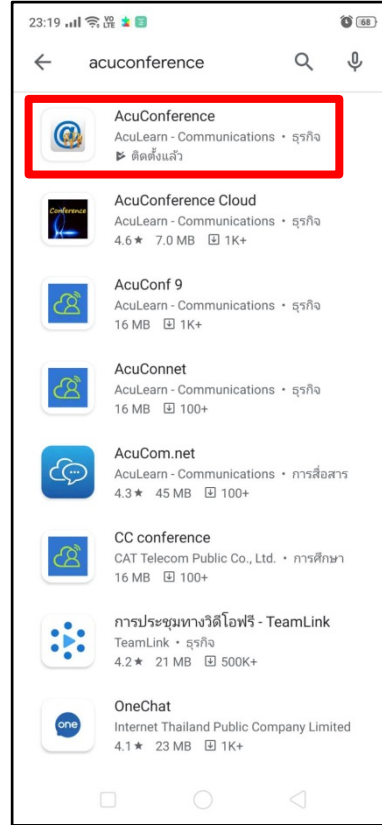 23:19 VoLTE 68
acuconference
AcuConference
AcuLearn - Communications • ธุรกิจ
ติดตั้งแล้ว
Conference
AcuConference Cloud
AcuLearn - Communications • ธุรกิจ
4.6★ 7.0 MB 1K+
AcuConf 9
AcuLearn - Communications • ธุรกิจ
16 MB 1K+
AcuConnet
AcuLearn - Communications • ธุรกิจ
16 MB 100+
AcuCom.net
AcuLearn - Communications • การสื่อสาร
4.3★ 45 MB 100+
CC conference
CAT Telecom Public Co., Ltd. • การศึกษา
16 MB 100+
การประชุมทางวิดีโอฟรี - TeamLink
TeamLink • ธุรกิจ
4.2★ 21 MB 500K+
one
OneChat
Internet Thailand Public Company Limited
4.1★ 23 MB 1K+